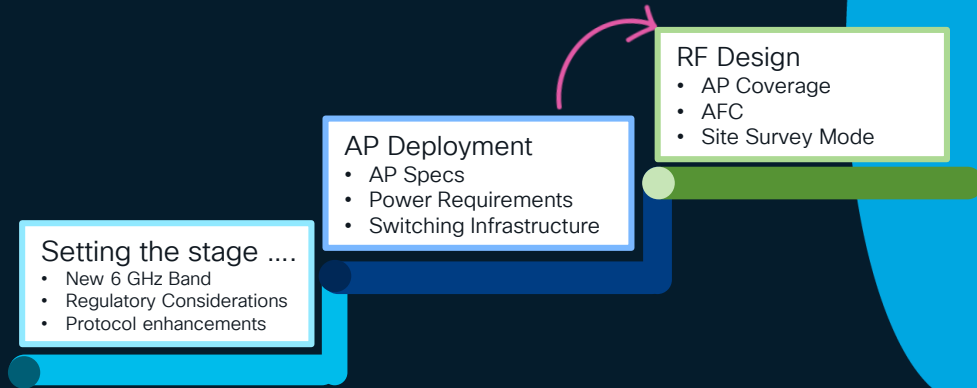 Setting the stage ....
• New 6 GHz Band
• Regulatory Considerations
• Protocol enhancements
AP Deployment
• AP Specs
• Power Requirements
• Switching Infrastructure
RF Design
• AP Coverage
• AFC
• Site Survey Mode